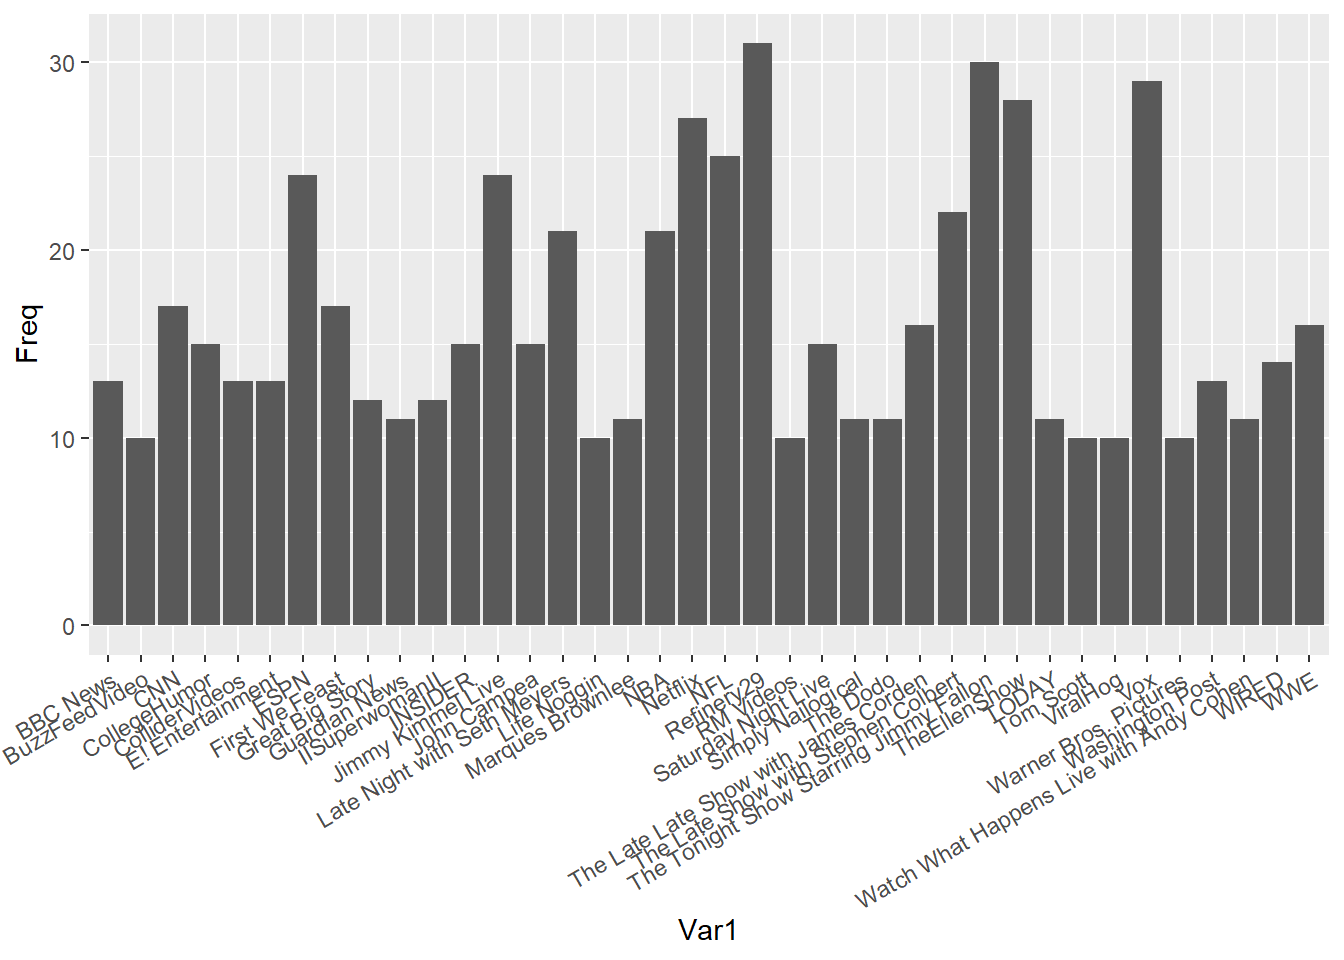 Freq
30
20
10
0
BBC News
BuzzFeedVideo
CNN
CollegeHumor
ColliderVideos
E! Entertainment
ESPN
First We Feast
Great Big Story
Guardian News
IISuperwomanII
INSIDER
Jimmy Kimmel Live
John Campea
Late Night with Seth Meyers
Life Noggin
Marques Brownlee
NBA
Netflix
NFL
Refinery29
RM Videos
Saturday Night Live
Simply Nailogical
The Dodo
The Late Late Show with James Corden
The Late Show with Stephen Colbert
The Tonight Show Starring Jimmy Fallon
TheEllenShow
TODAY
Tom Scott
ViralHog
Vox
Warner Bros. Pictures
Washington Post
Watch What Happens Live with Andy Cohen
WIRED
WWE
Var1